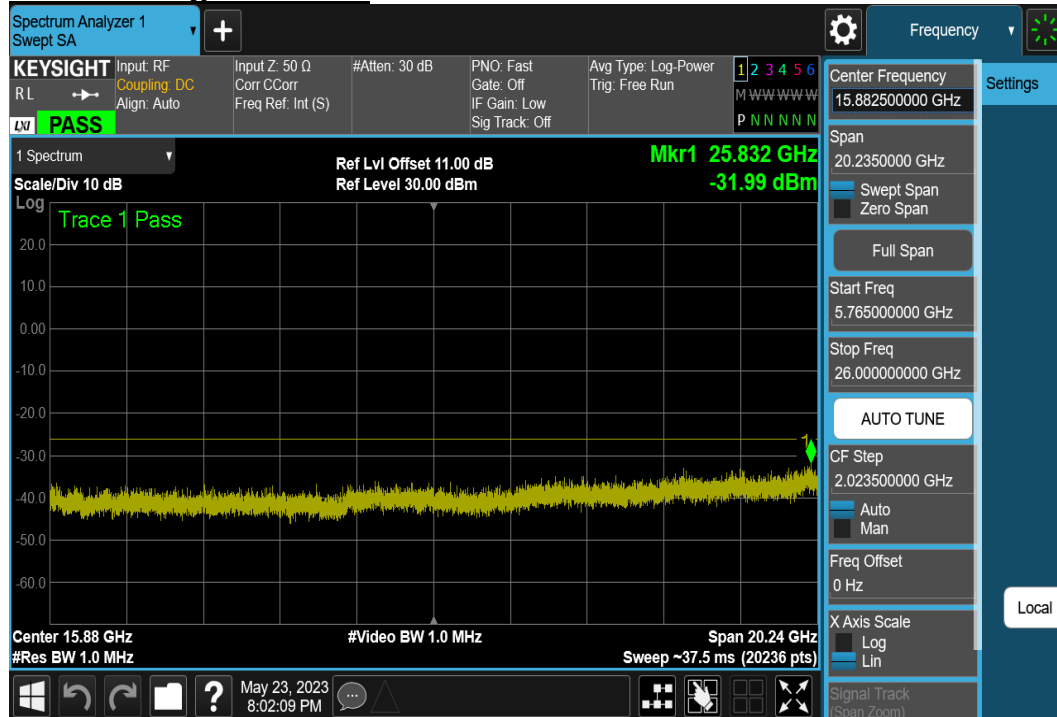 Spectrum Analyzer 1
Swept SA
+
Frequency
KEYSIGHT
RL
LXI PASS
Input: RF
Coupling: DC
Align: Auto
Input Z: 50 Ω
Corr CCorr
Freq Ref: Int (S)
#Atten: 30 dB
PNO: Fast
Gate: Off
IF Gain: Low
Sig Track: Off
Avg Type: Log-Power
Trig: Free Run
1 2 3 4 5 6
M W W W W W
P N N N N N
1 Spectrum
Scale/Div 10 dB
Log
Ref Lvl Offset 11.00 dB
Ref Level 30.00 dBm
Mkr1 25.832 GHz
-31.99 dBm
Trace 1 Pass
20.0
10.0
0.00
-10.0
-20.0
-30.0
-40.0
-50.0
-60.0
1
Center 15.88 GHz
#Res BW 1.0 MHz
#Video BW 1.0 MHz
Span 20.24 GHz
Sweep ~37.5 ms (20236 pts)
?
May 23, 2023
8:02:09 PM
Center Frequency
15.882500000 GHz
Span
20.2350000 GHz
Swept Span
Zero Span
Full Span
Start Freq
5.765000000 GHz
Stop Freq
26.000000000 GHz
AUTO TUNE
CF Step
2.023500000 GHz
Auto
Man
Freq Offset
0 Hz
X Axis Scale
Log
Lin
Signal Track
(Span Zoom)
Settings
Local